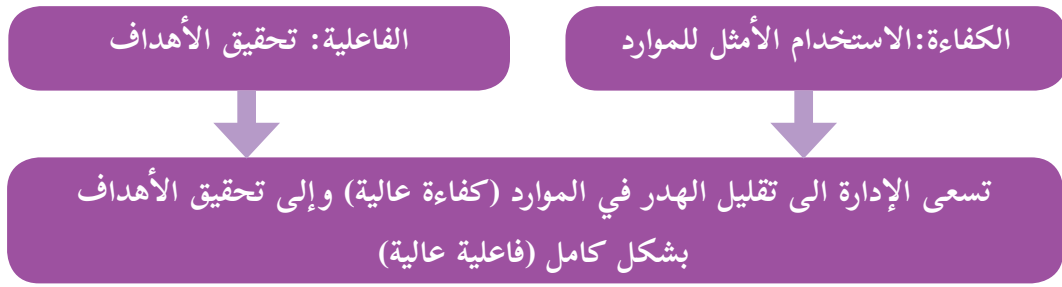 الكفاءة:الاستخدام الأمثل للموارد
الفاعلية: تحقيق الأهداف
تسعى الإدارة الى تقليل الهدر في الموارد (كفاءة عالية) وإلى تحقيق الأهداف
بشكل كامل (فاعلية عالية)